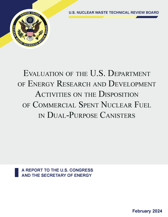 U.S. NUCLEAR WASTE TECHNICAL REVIEW BOARD
EVALUATION OF THE U.S. DEPARTMENT
OF ENERGY RESEARCH AND DEVELOPMENT
ACTIVITIES ON THE DISPOSITION
OF COMMERCIAL SPENT NUCLEAR FUEL
IN DUAL-PURPOSE CANISTERS
A REPORT TO THE U.S. CONGRESS
AND THE SECRETARY OF ENERGY
February 2024